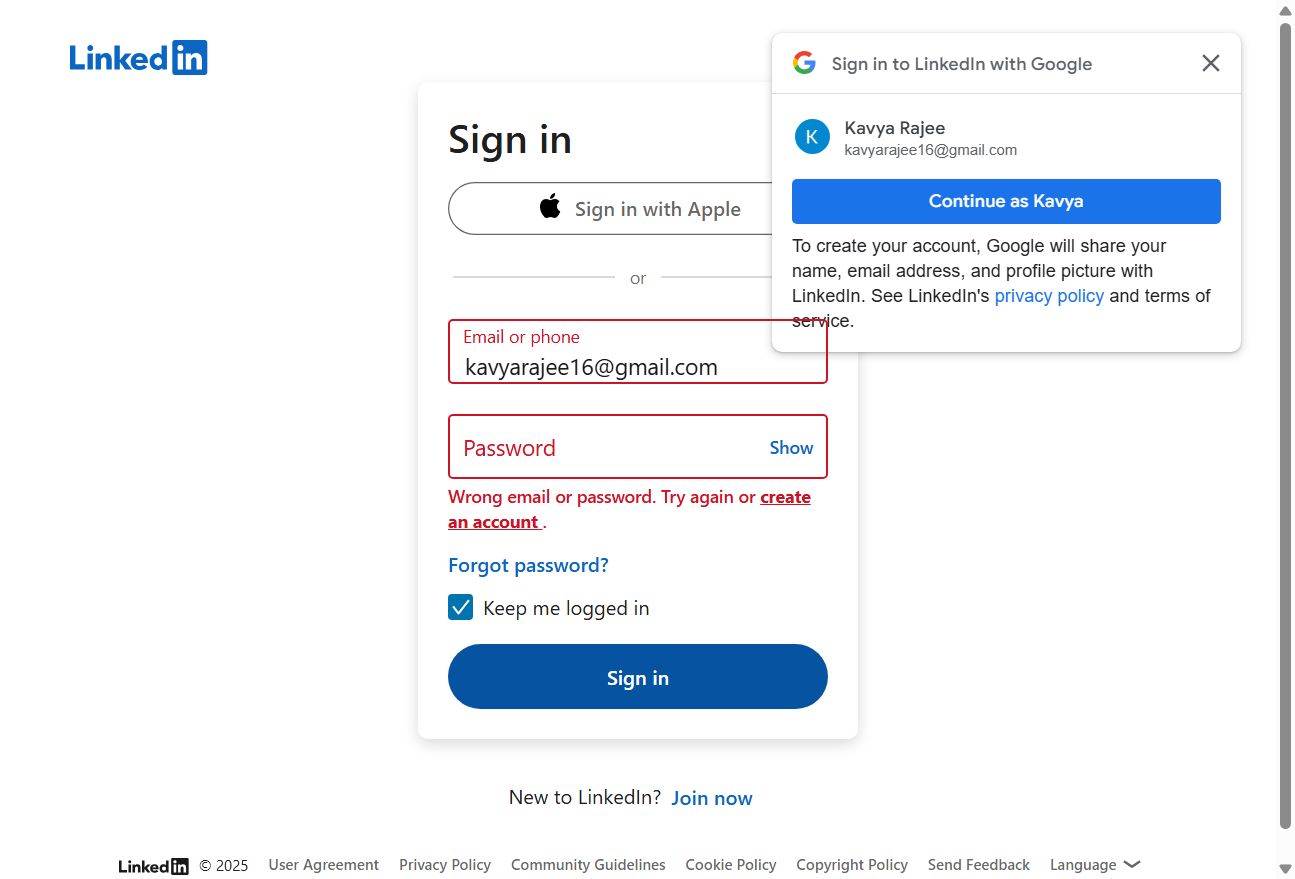 LinkedIn
Sign in to LinkedIn with Google
K
Kavya Rajee
kavyarajee16@gmail.com
Continue as Kavya
To create your account, Google will share your
name, email address, and profile picture with
LinkedIn. See LinkedIn's privacy policy and terms of
service.
Sign in
Sign in with Apple
or
Email or phone
kavyarajee16@gmail.com
Password Show
Wrong email or password. Try again or create
an account .
Forgot password?
Keep me logged in
Sign in
New to LinkedIn? Join now
LinkedIn © 2025 User Agreement Privacy Policy Community Guidelines Cookie Policy Copyright Policy Send Feedback Language